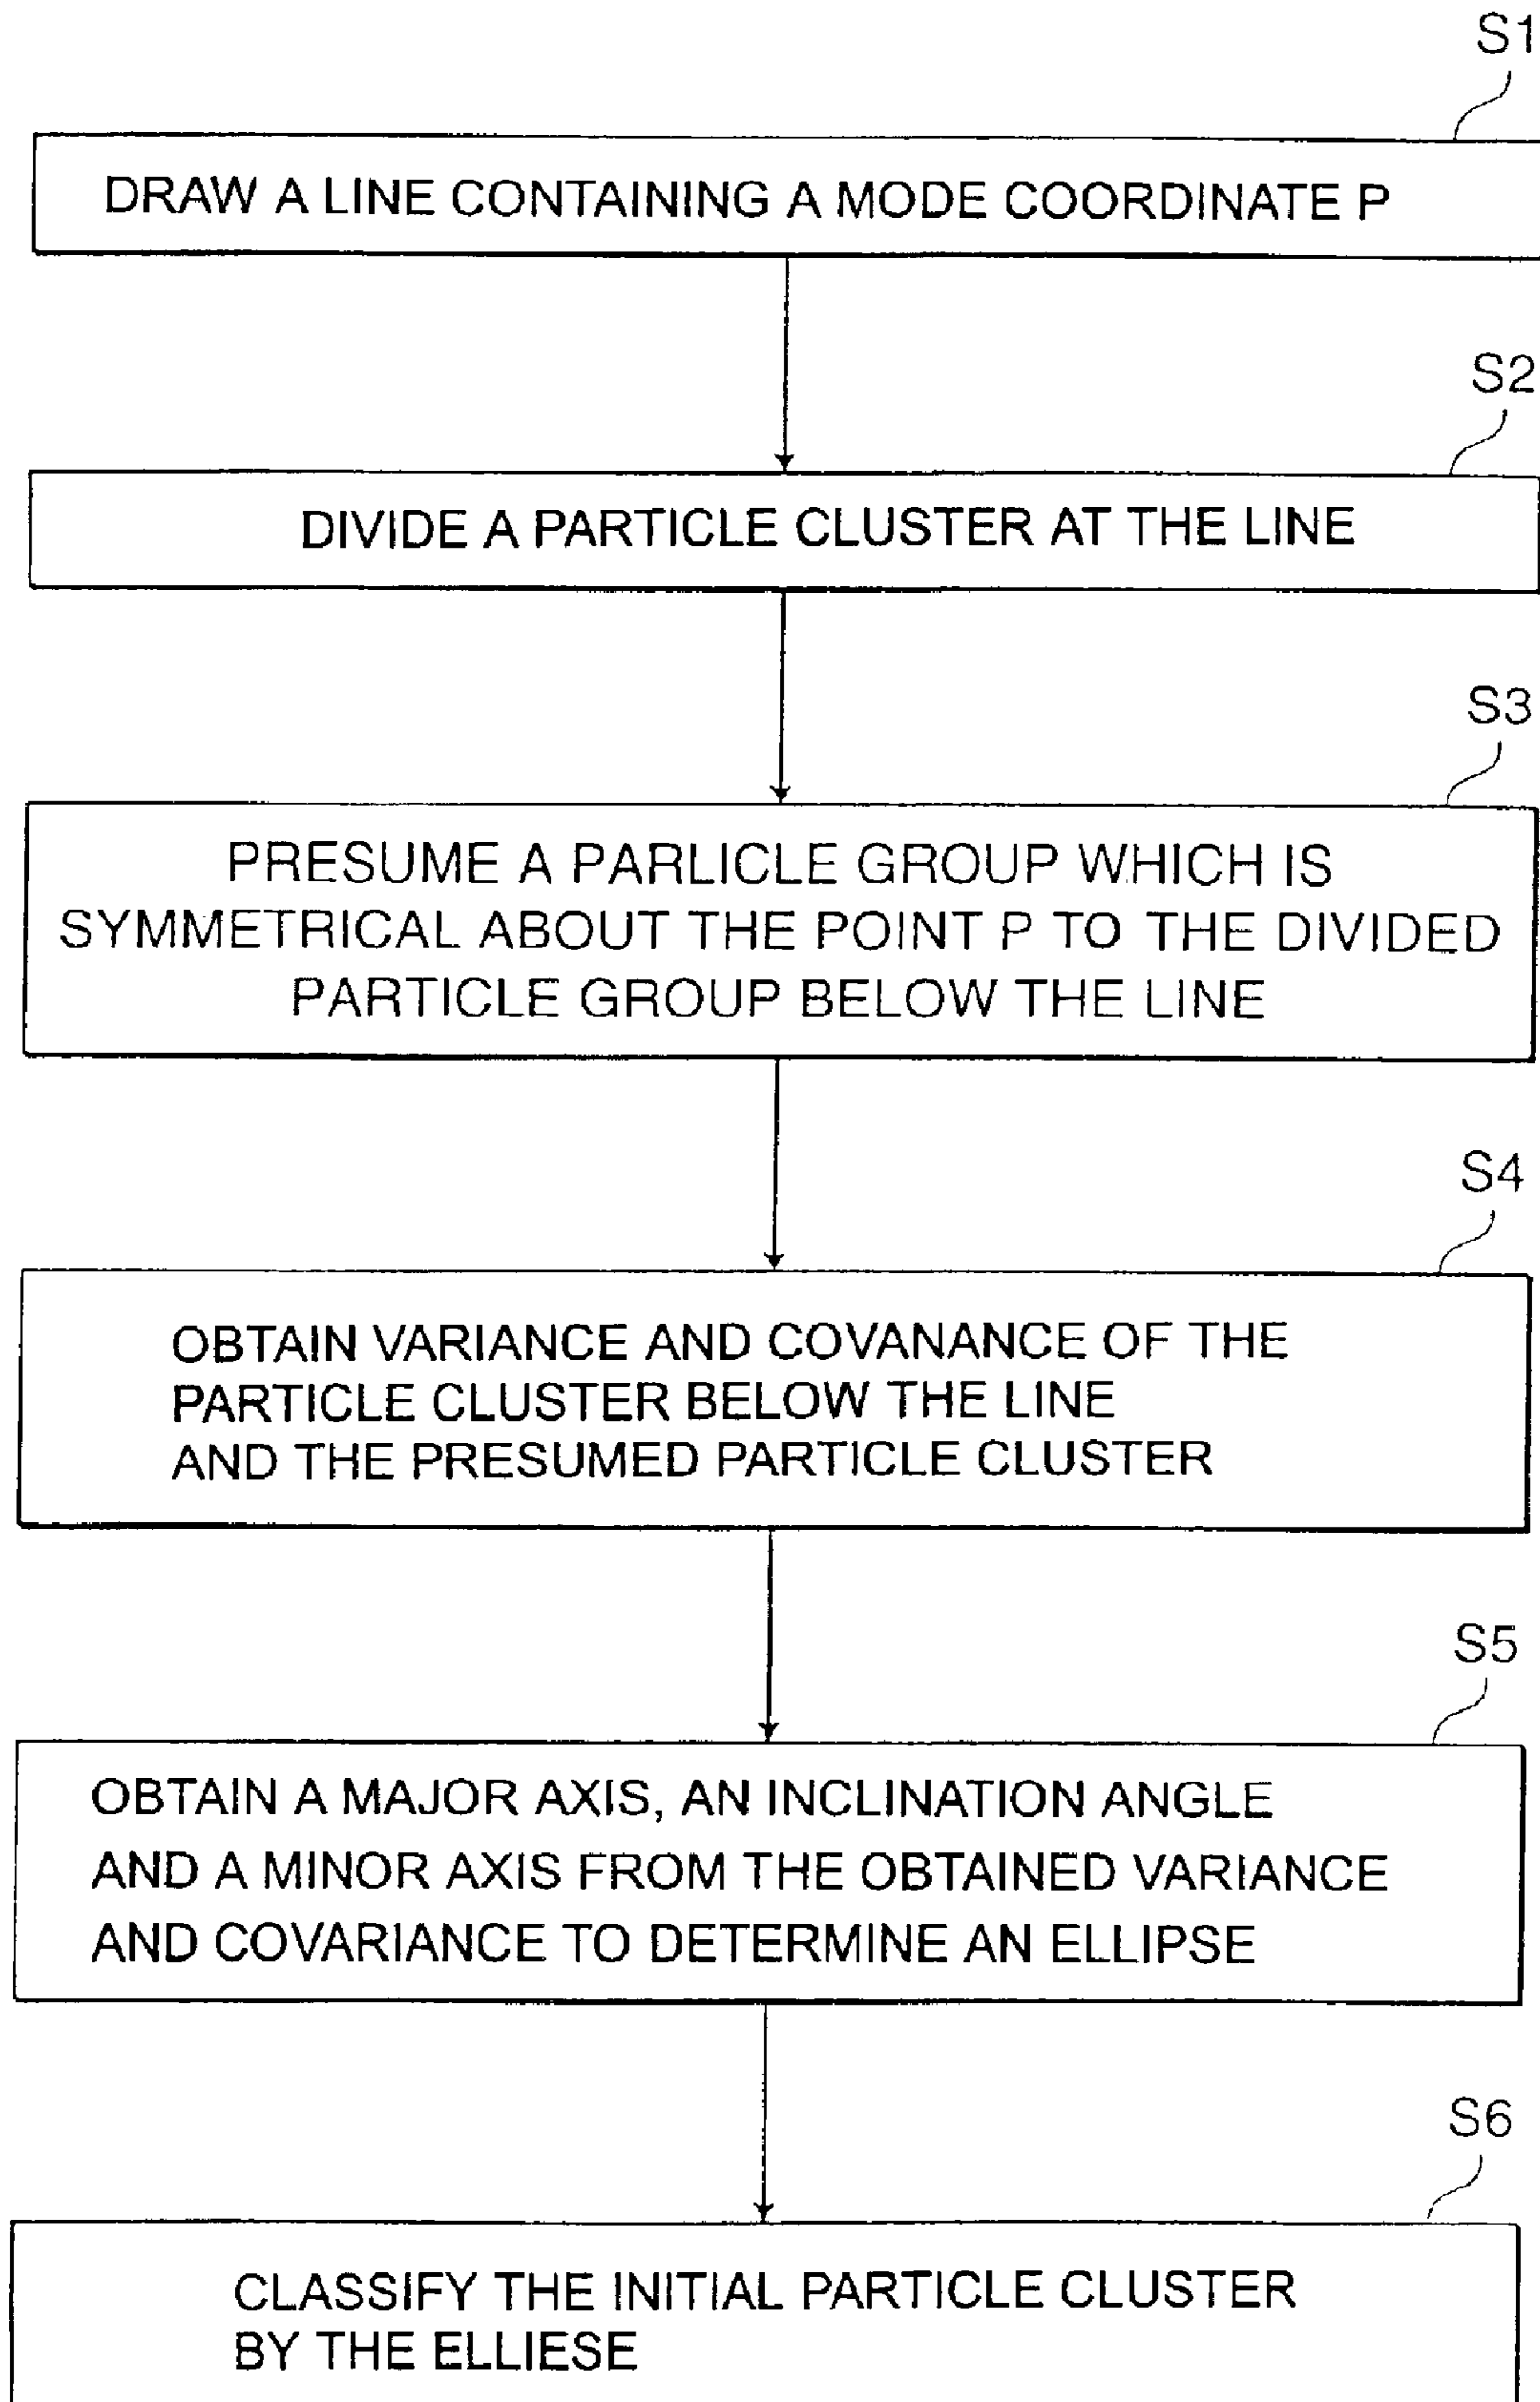 S1
DRAW A LINE CONTAINING A MODE COORDINATE P
S2
DIVIDE A PARTICLE CLUSTER AT THE LINE
S3
PRESUME A PARLICLE GROUP WHICH IS
SYMMETRICAL ABOUT THE POINT P TO THE DIVIDED
PARTICLE GROUP BELOW THE LINE
S4
OBTAIN VARIANCE AND COVANANCE OF THE
PARTICLE CLUSTER BELOW THE LINE
AND THE PRESUMED PARTICLE CLUSTER
S5
OBTAIN A MAJOR AXIS, AN INCLINATION ANGLE
AND A MINOR AXIS FROM THE OBTAINED VARIANCE
AND COVARIANCE TO DETERMINE AN ELLIPSE
S6
CLASSIFY THE INITIAL PARTICLE CLUSTER
BY THE ELLIESE